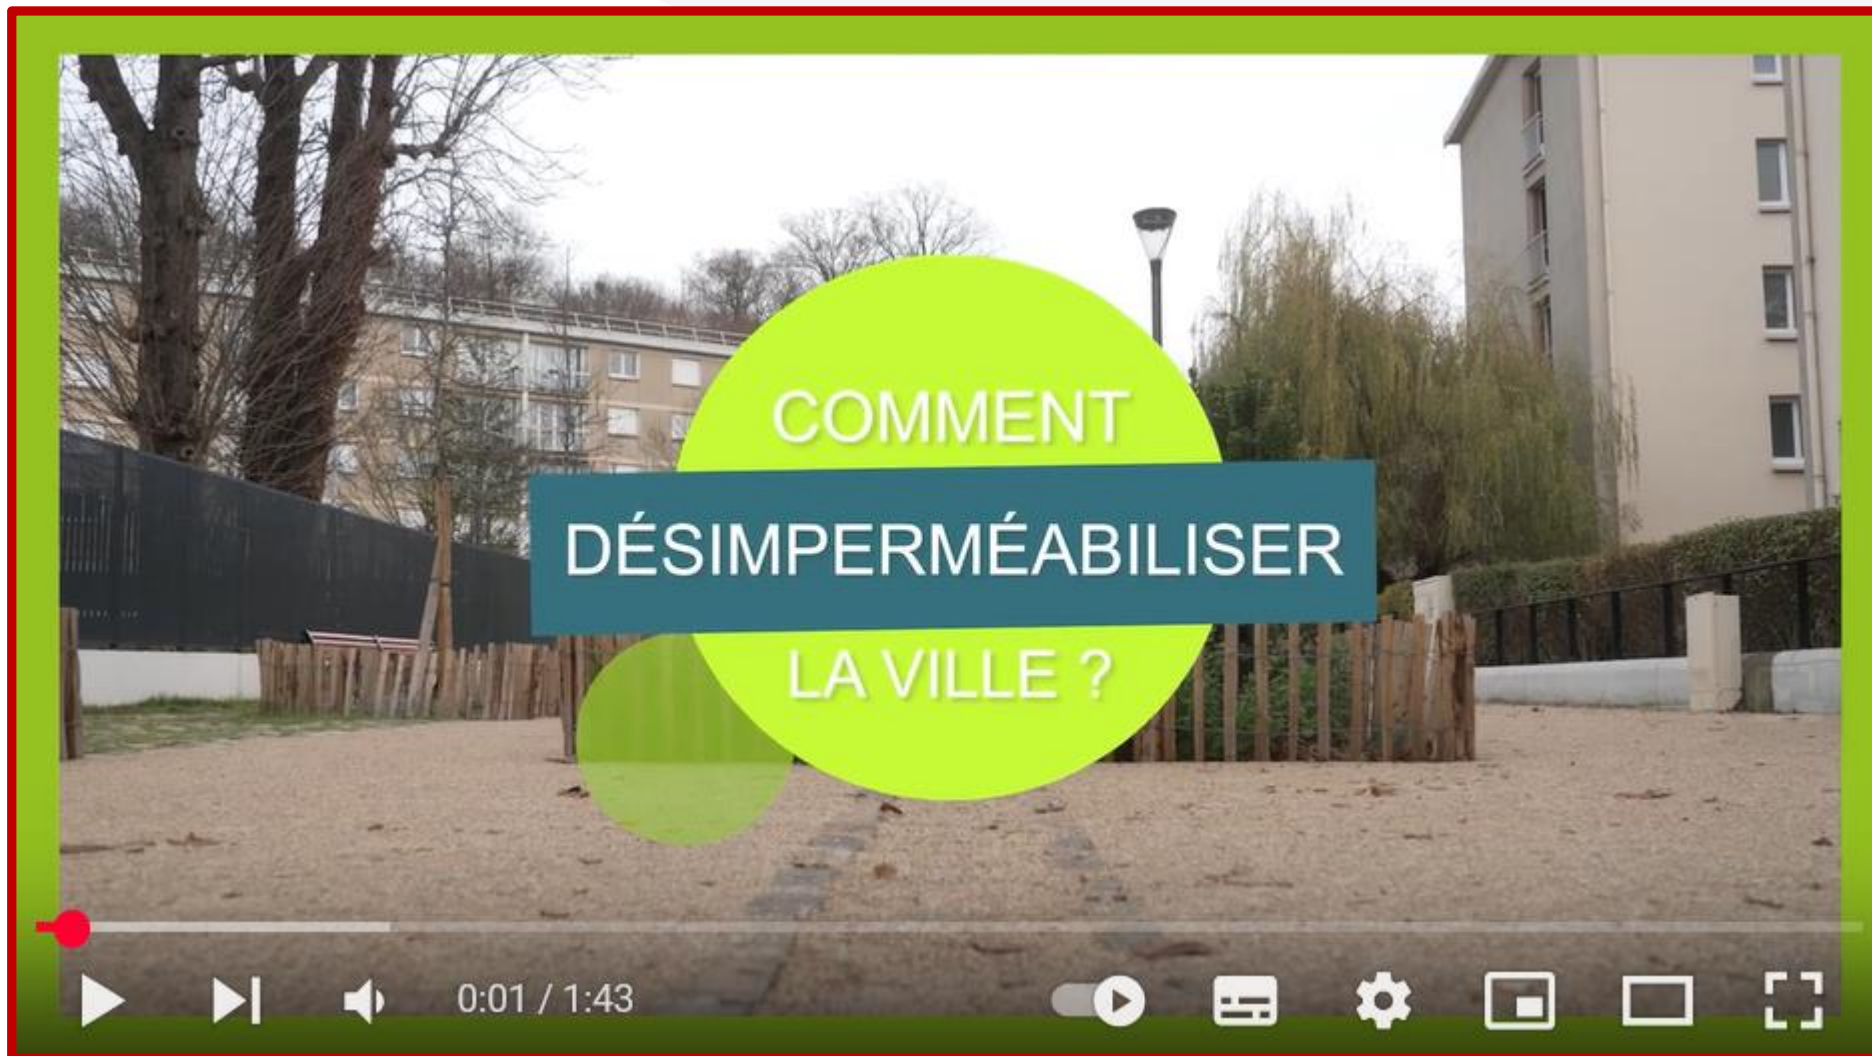 COMMENT
DÉSIMPERMÉABILISER
LA VILLE ?
0:01 / 1:43